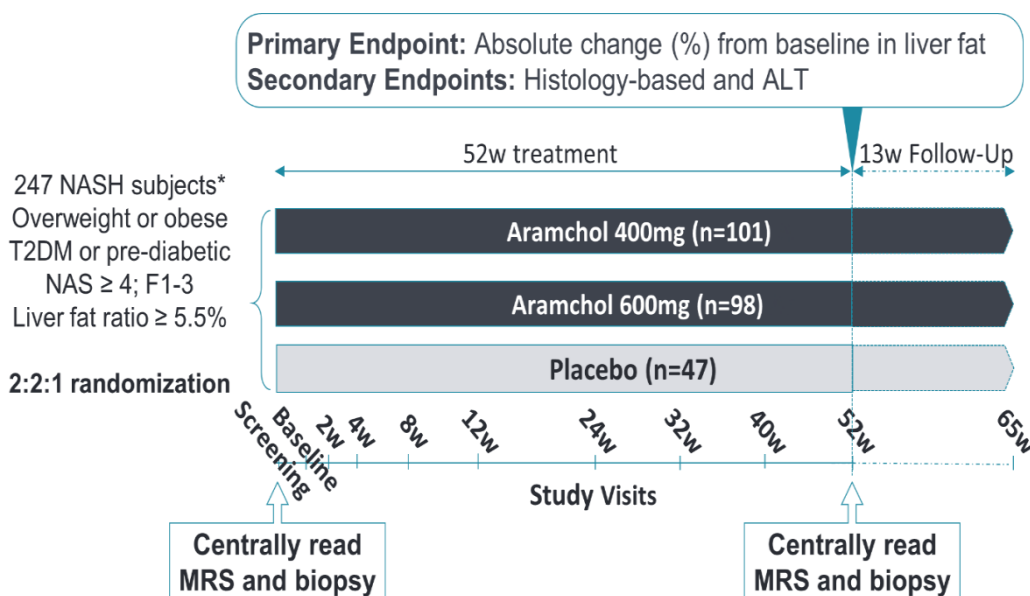 Primary Endpoint: Absolute change (%) from baseline in liver fat
Secondary Endpoints: Histology-based and ALT
52w treatment
13w Follow-Up
247 NASH subjects*
Overweight or obese
T2DM or pre-diabetic
NAS ≥ 4; F1-3
Liver fat ratio ≥ 5.5%
2:2:1 randomization
Aramchol 400mg (n=101)
Aramchol 600mg (n=98)
Placebo (n=47)
Screening
Baseline
2w
4w
8w
12w
24w
32w
40w
52w
65w
Study Visits
Centrally read
MRS and biopsy
Centrally read
MRS and biopsy